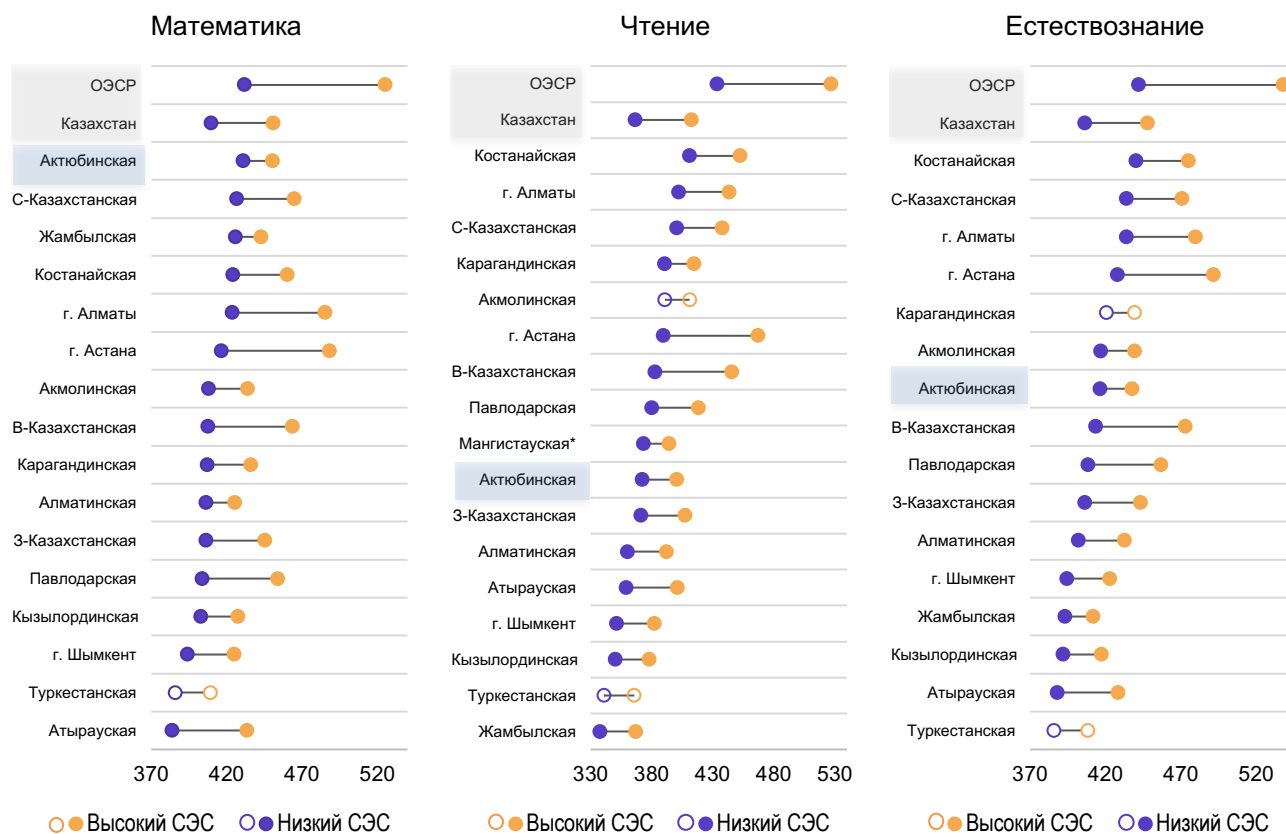 Математика
ОЭСР
Казахстан
Актюбинская
С-Казахстанская
Жамбылская
Костанайская
г. Алматы
г. Астана
Акмолинская
В-Казахстанская
Карагандинская
Алматинская
З-Казахстанская
Павлодарская
Кызылординская
г. Шымкент
Туркестанская
Атырауская
370 420 470 520
Высокий СЭС Низкий СЭС
Чтение
ОЭСР
Казахстан
Костанайская
г. Алматы
С-Казахстанская
Карагандинская
Акмолинская
г. Астана
В-Казахстанская
Павлодарская
Мангистауская*
Актюбинская
З-Казахстанская
Алматинская
Атырауская
г. Шымкент
Кызылординская
Туркестанская
Жамбылская
330 380 430 480 530
Высокий СЭС Низкий СЭС
Естествознание
ОЭСР
Казахстан
Костанайская
С-Казахстанская
г. Алматы
г. Астана
Карагандинская
Акмолинская
Актюбинская
В-Казахстанская
Павлодарская
З-Казахстанская
Алматинская
г. Шымкент
Жамбылская
Кызылординская
Атырауская
Туркестанская
370 420 470 520
Высокий СЭС Низкий СЭС